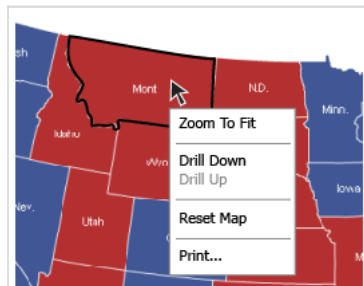 sh
Mont
N.D.
Minn.
Idaho
Wyo
Iowa
Nev.
Utah
C
M
Zoom To Fit
Drill Down
Drill Up
Reset Map
Print...